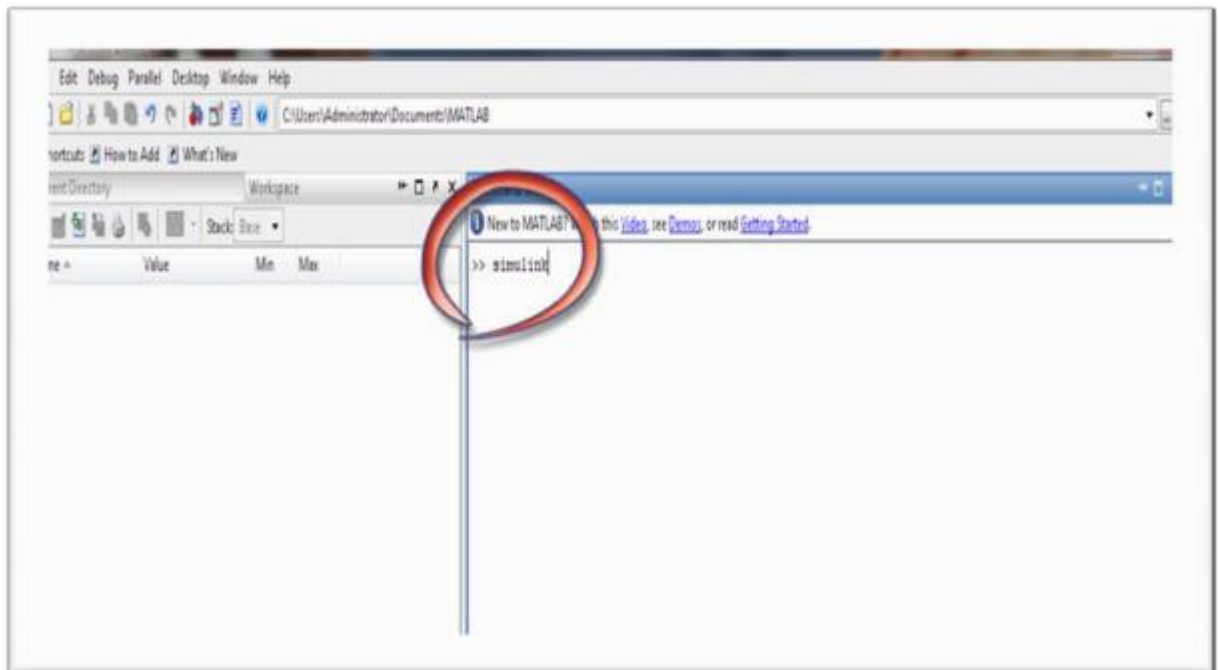 Edit Debug Parallel Desktop Window Help
C:\Users\Administrator\Documents\MATLAB
How to Add What's New
Directory Workspace
New to MATLAB? this Video, see Demos, or read Getting Started.
Stack: Base
Value Min Max
>> simulink